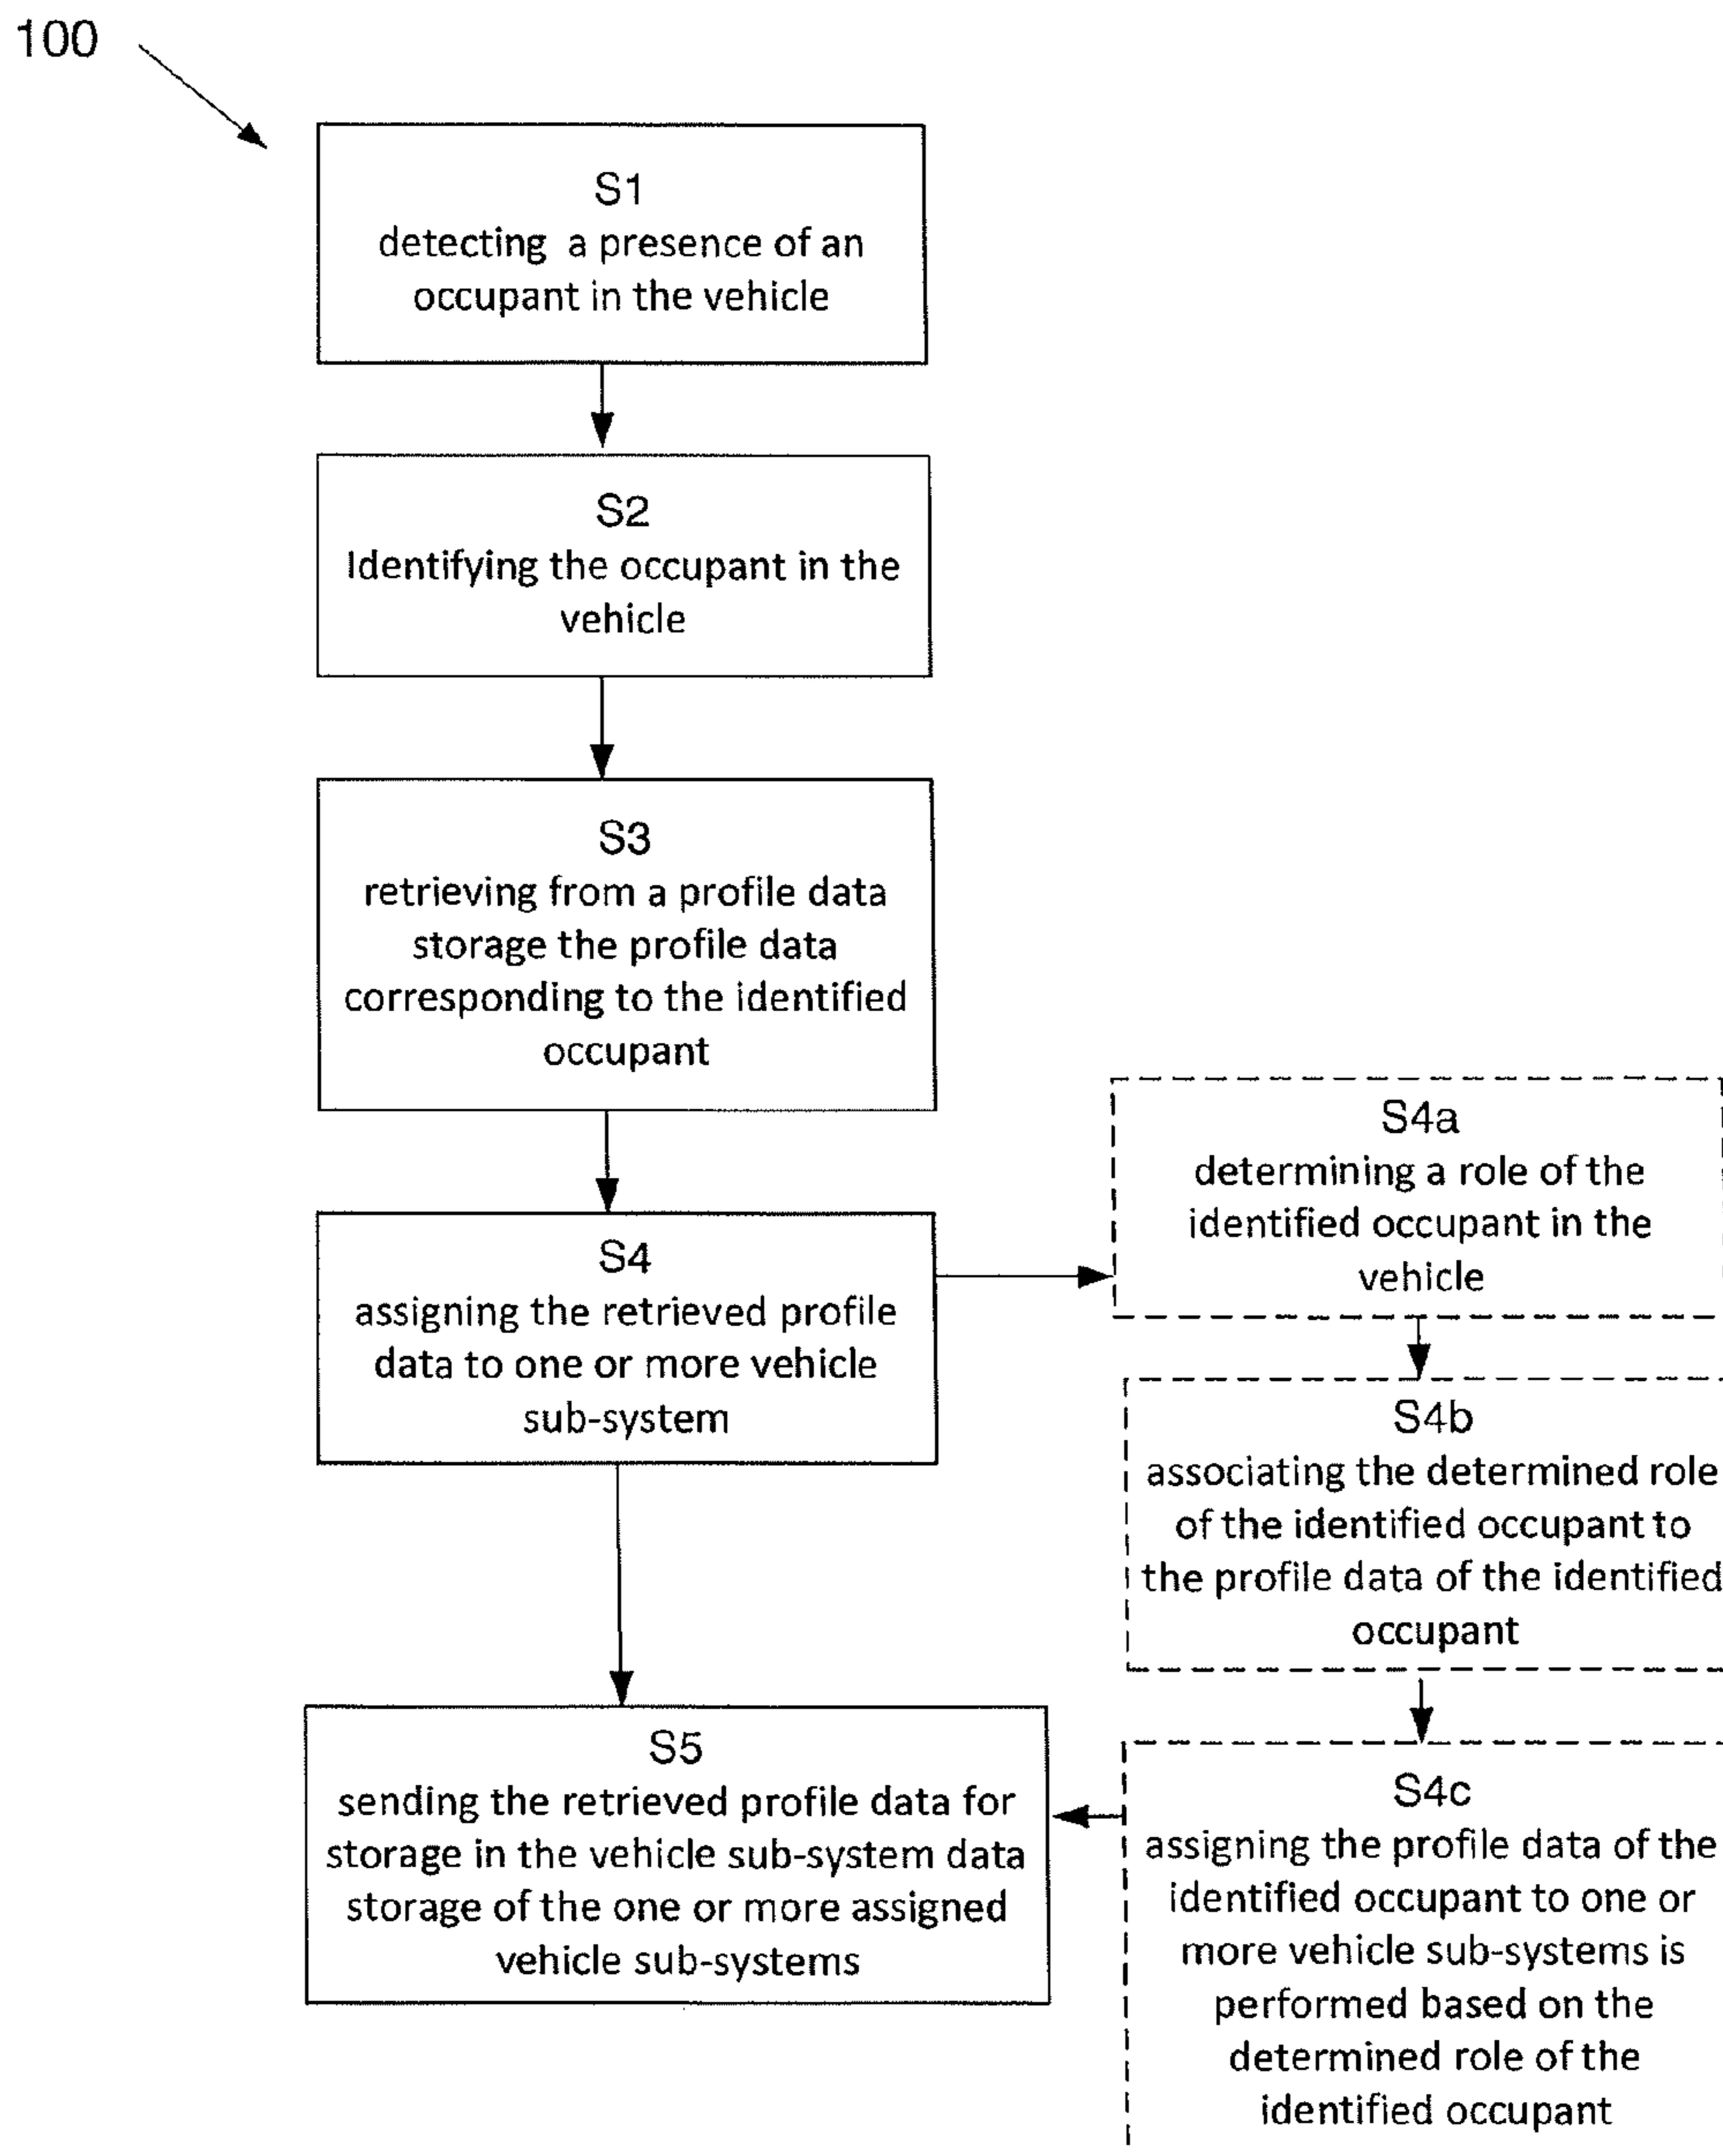 100
S1
detecting a presence of an
occupant in the vehicle
S2
Identifying the occupant in the
vehicle
S3
retrieving from a profile data
storage the profile data
corresponding to the identified
occupant
S4
assigning the retrieved profile
data to one or more vehicle
sub-system
S4a
determining a role of the
identified occupant in the
vehicle
S4b
associating the determined role
of the identified occupant to
the profile data of the identified
occupant
S4c
assigning the profile data of the
identified occupant to one or
more vehicle sub-systems is
performed based on the
determined role of the
identified occupant
S5
sending the retrieved profile data for
storage in the vehicle sub-system data
storage of the one or more assigned
vehicle sub-systems